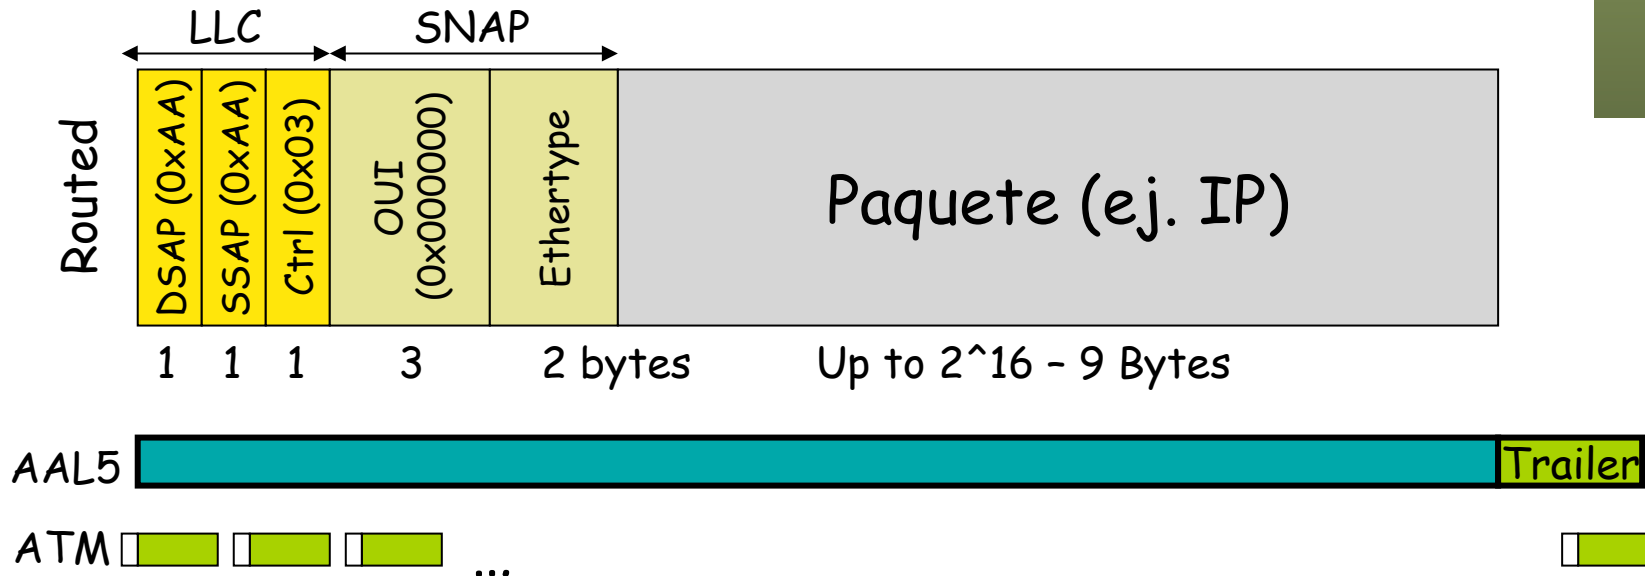 LLC
SNAP
Routed
DSAP (0xAA)
SSAP (0xAA)
Ctrl (0x03)
OUI
(0x000000)
Ethertype
Paquete (ej. IP)
1
1
1
3
2 bytes
Up to 2^16 – 9 Bytes
AAL5
Trailer
ATM
...